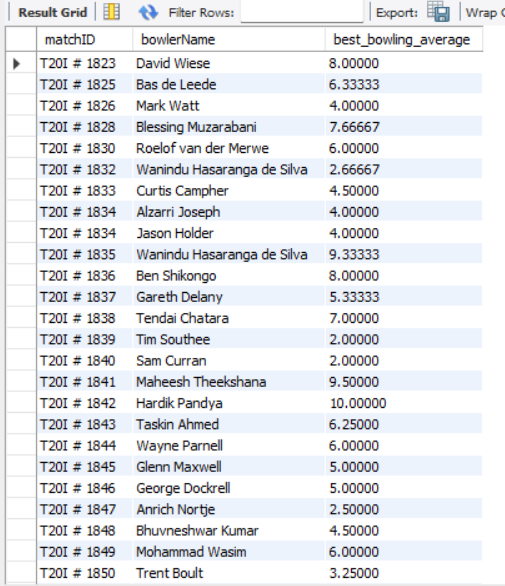 Result Grid Filter Rows: Export: Wrap C
matchID bowlerName best_bowling_average
T20I # 1823 David Wiese 8.00000
T20I # 1825 Bas de Leede 6.33333
T20I # 1826 Mark Watt 4.00000
T20I # 1828 Blessing Muzarabani 7.66667
T20I # 1830 Roelof van der Merwe 6.00000
T20I # 1832 Wanindu Hasaranga de Silva 2.66667
T20I # 1833 Curtis Campher 4.50000
T20I # 1834 Alzarri Joseph 4.00000
T20I # 1834 Jason Holder 4.00000
T20I # 1835 Wanindu Hasaranga de Silva 9.33333
T20I # 1836 Ben Shikongo 8.00000
T20I # 1837 Gareth Delany 5.33333
T20I # 1838 Tendai Chatara 7.00000
T20I # 1839 Tim Southee 2.00000
T20I # 1840 Sam Curran 2.00000
T20I # 1841 Maheesh Theekshana 9.50000
T20I # 1842 Hardik Pandya 10.00000
T20I # 1843 Taskin Ahmed 6.25000
T20I # 1844 Wayne Parnell 6.00000
T20I # 1845 Glenn Maxwell 5.00000
T20I # 1846 George Dockrell 5.00000
T20I # 1847 Anrich Nortje 2.50000
T20I # 1848 Bhuvneshwar Kumar 4.50000
T20I # 1849 Mohammad Wasim 6.00000
T20I # 1850 Trent Boult 3.25000